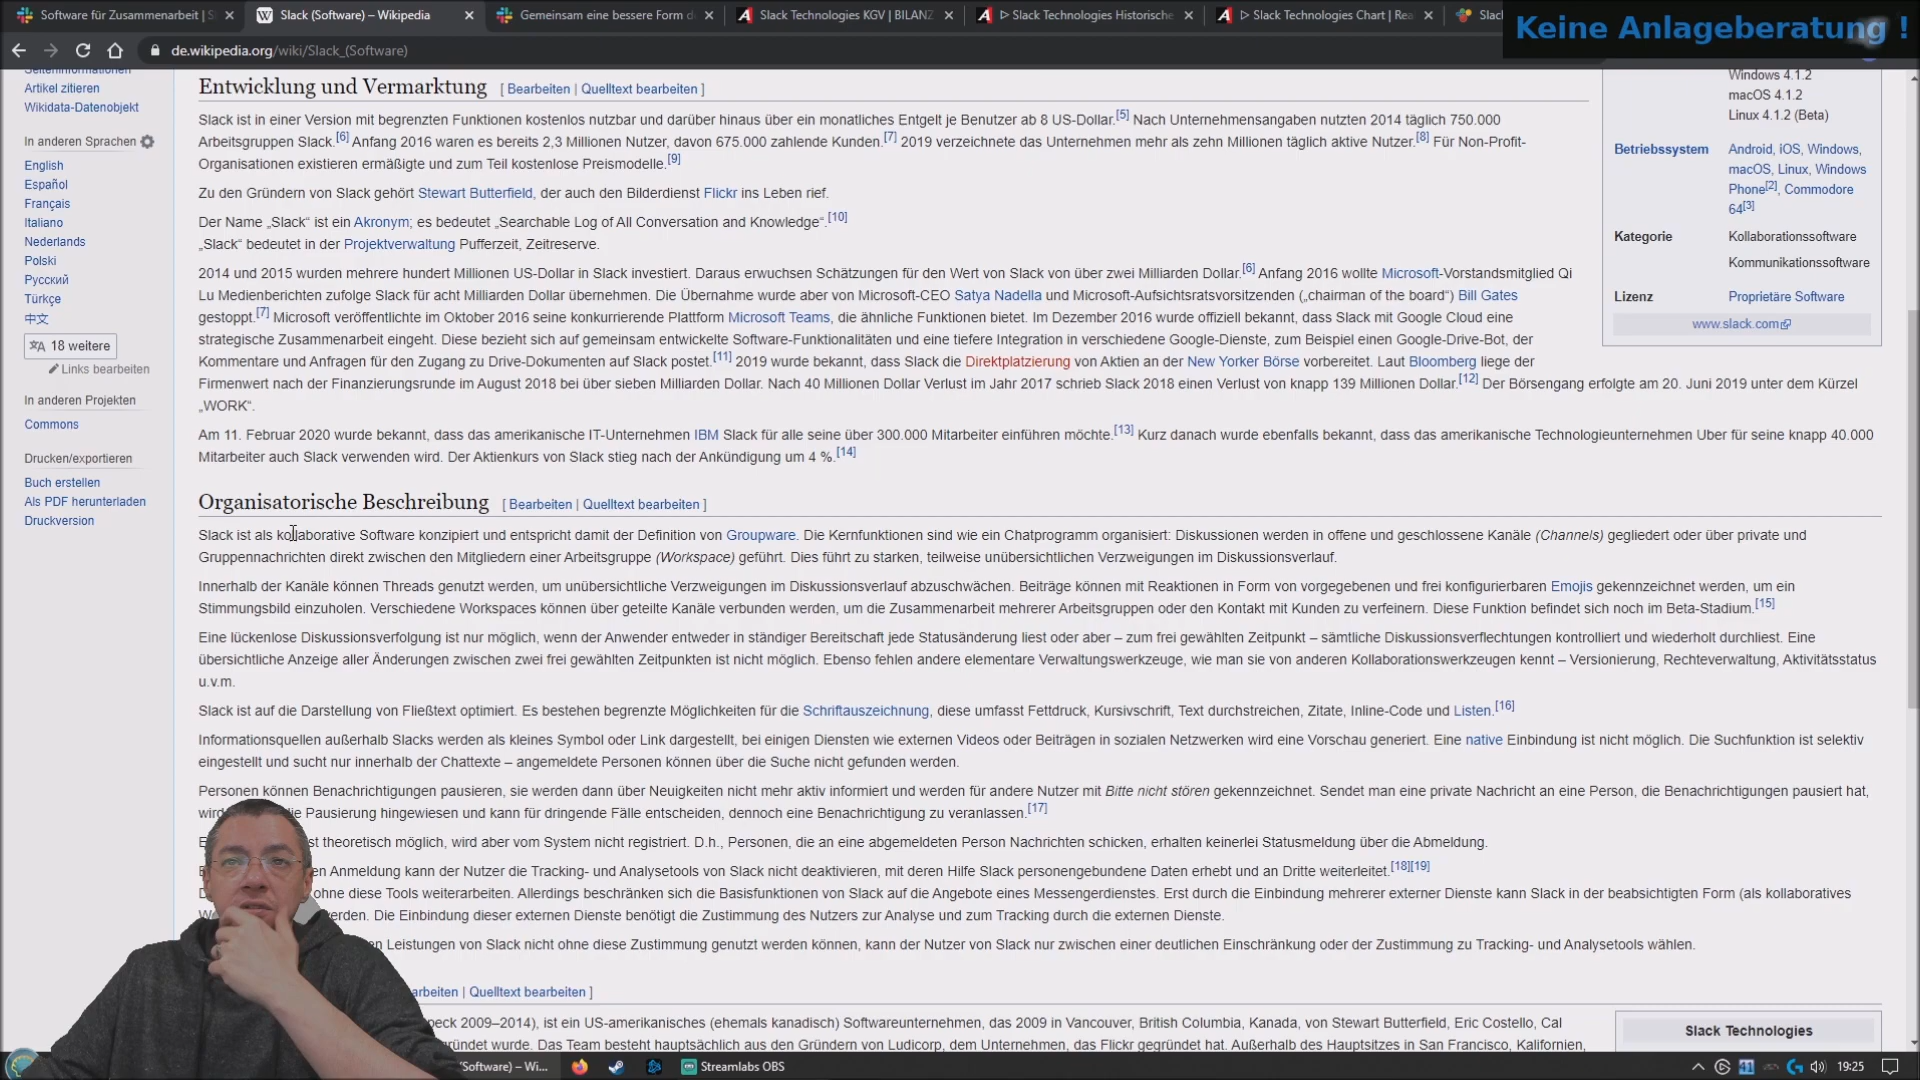 Software für Zusammenarbeit | S
Slack (Software) – Wikipedia
Gemeinsam eine bessere Form d
Slack Technologies KGV | BILANZ
ᐅ Slack Technologies Historische
ᐅ Slack Technologies Chart | Rea
Slac
Keine Anlageberatung !
de.wikipedia.org/wiki/Slack_(Software)
Seiteninformationen
Artikel zitieren
Wikidata-Datenobjekt
In anderen Sprachen
English
Español
Français
Italiano
Nederlands
Polski
Русский
Türkçe
中文
18 weitere
Links bearbeiten
In anderen Projekten
Commons
Drucken/exportieren
Buch erstellen
Als PDF herunterladen
Druckversion
Entwicklung und Vermarktung [ Bearbeiten | Quelltext bearbeiten ]
Slack ist in einer Version mit begrenzten Funktionen kostenlos nutzbar und darüber hinaus über ein monatliches Entgelt je Benutzer ab 8 US-Dollar.[5] Nach Unternehmensangaben nutzten 2014 täglich 750.000
Arbeitsgruppen Slack.[6] Anfang 2016 waren es bereits 2,3 Millionen Nutzer, davon 675.000 zahlende Kunden.[7] 2019 verzeichnete das Unternehmen mehr als zehn Millionen täglich aktive Nutzer.[8] Für Non-Profit-
Organisationen existieren ermäßigte und zum Teil kostenlose Preismodelle.[9]
Zu den Gründern von Slack gehört Stewart Butterfield, der auch den Bilderdienst Flickr ins Leben rief.
Der Name „Slack“ ist ein Akronym; es bedeutet „Searchable Log of All Conversation and Knowledge“.[10]
„Slack“ bedeutet in der Projektverwaltung Pufferzeit, Zeitreserve.
2014 und 2015 wurden mehrere hundert Millionen US-Dollar in Slack investiert. Daraus erwuchsen Schätzungen für den Wert von Slack von über zwei Milliarden Dollar.[6] Anfang 2016 wollte Microsoft-Vorstandsmitglied Qi
Lu Medienberichten zufolge Slack für acht Milliarden Dollar übernehmen. Die Übernahme wurde aber von Microsoft-CEO Satya Nadella und Microsoft-Aufsichtsratsvorsitzenden („chairman of the board“) Bill Gates
gestoppt.[7] Microsoft veröffentlichte im Oktober 2016 seine konkurrierende Plattform Microsoft Teams, die ähnliche Funktionen bietet. Im Dezember 2016 wurde offiziell bekannt, dass Slack mit Google Cloud eine
strategische Zusammenarbeit eingeht. Diese bezieht sich auf gemeinsam entwickelte Software-Funktionalitäten und eine tiefere Integration in verschiedene Google-Dienste, zum Beispiel einen Google-Drive-Bot, der
Kommentare und Anfragen für den Zugang zu Drive-Dokumenten auf Slack postet.[11] 2019 wurde bekannt, dass Slack die Direktplatzierung von Aktien an der New Yorker Börse vorbereitet. Laut Bloomberg liege der
Firmenwert nach der Finanzierungsrunde im August 2018 bei über sieben Milliarden Dollar. Nach 40 Millionen Dollar Verlust im Jahr 2017 schrieb Slack 2018 einen Verlust von knapp 139 Millionen Dollar.[12] Der Börsengang erfolgte am 20. Juni 2019 unter dem Kürzel
„WORK“.
Am 11. Februar 2020 wurde bekannt, dass das amerikanische IT-Unternehmen IBM Slack für alle seine über 300.000 Mitarbeiter einführen möchte.[13] Kurz danach wurde ebenfalls bekannt, dass das amerikanische Technologieunternehmen Uber für seine knapp 40.000
Mitarbeiter auch Slack verwenden wird. Der Aktienkurs von Slack stieg nach der Ankündigung um 4 %.[14]
Windows 4.1.2
macOS 4.1.2
Linux 4.1.2 (Beta)
Betriebssystem Android, iOS, Windows,
macOS, Linux, Windows
Phone[2], Commodore
64[3]
Kategorie Kollaborationssoftware
Kommunikationssoftware
Lizenz Proprietäre Software
www.slack.com
Organisatorische Beschreibung [ Bearbeiten | Quelltext bearbeiten ]
Slack ist als kollaborative Software konzipiert und entspricht damit der Definition von Groupware. Die Kernfunktionen sind wie ein Chatprogramm organisiert: Diskussionen werden in offene und geschlossene Kanäle (Channels) gegliedert oder über private und
Gruppennachrichten direkt zwischen den Mitgliedern einer Arbeitsgruppe (Workspace) geführt. Dies führt zu starken, teilweise unübersichtlichen Verzweigungen im Diskussionsverlauf.
Innerhalb der Kanäle können Threads genutzt werden, um unübersichtliche Verzweigungen im Diskussionsverlauf abzuschwächen. Beiträge können mit Reaktionen in Form von vorgegebenen und frei konfigurierbaren Emojis gekennzeichnet werden, um ein
Stimmungsbild einzuholen. Verschiedene Workspaces können über geteilte Kanäle verbunden werden, um die Zusammenarbeit mehrerer Arbeitsgruppen oder den Kontakt mit Kunden zu verfeinern. Diese Funktion befindet sich noch im Beta-Stadium.[15]
Eine lückenlose Diskussionsverfolgung ist nur möglich, wenn der Anwender entweder in ständiger Bereitschaft jede Statusänderung liest oder aber – zum frei gewählten Zeitpunkt – sämtliche Diskussionsverflechtungen kontrolliert und wiederholt durchliest. Eine
übersichtliche Anzeige aller Änderungen zwischen zwei frei gewählten Zeitpunkten ist nicht möglich. Ebenso fehlen andere elementare Verwaltungswerkzeuge, wie man sie von anderen Kollaborationswerkzeugen kennt – Versionierung, Rechteverwaltung, Aktivitätsstatus
u.v.m.
Slack ist auf die Darstellung von Fließtext optimiert. Es bestehen begrenzte Möglichkeiten für die Schriftauszeichnung, diese umfasst Fettdruck, Kursivschrift, Text durchstreichen, Zitate, Inline-Code und Listen.[16]
Informationsquellen außerhalb Slacks werden als kleines Symbol oder Link dargestellt, bei einigen Diensten wie externen Videos oder Beiträgen in sozialen Netzwerken wird eine Vorschau generiert. Eine native Einbindung ist nicht möglich. Die Suchfunktion ist selektiv
eingestellt und sucht nur innerhalb der Chattexte – angemeldete Personen können über die Suche nicht gefunden werden.
Personen können Benachrichtigungen pausieren, sie werden dann über Neuigkeiten nicht mehr aktiv informiert und werden für andere Nutzer mit Bitte nicht stören gekennzeichnet. Sendet man eine private Nachricht an eine Person, die Benachrichtigungen pausiert hat,
wird die Pausierung hingewiesen und kann für dringende Fälle entscheiden, dennoch eine Benachrichtigung zu veranlassen.[17]
st theoretisch möglich, wird aber vom System nicht registriert. D.h., Personen, die an eine abgemeldeten Person Nachrichten schicken, erhalten keinerlei Statusmeldung über die Abmeldung.
en Anmeldung kann der Nutzer die Tracking- und Analysetools von Slack nicht deaktivieren, mit deren Hilfe Slack personengebundene Daten erhebt und an Dritte weiterleitet.[18][19]
ohne diese Tools weiterarbeiten. Allerdings beschränken sich die Basisfunktionen von Slack auf die Angebote eines Messengerdienstes. Erst durch die Einbindung mehrerer externer Dienste kann Slack in der beabsichtigten Form (als kollaboratives
erden. Die Einbindung dieser externen Dienste benötigt die Zustimmung des Nutzers zur Analyse und zum Tracking durch die externen Dienste.
en Leistungen von Slack nicht ohne diese Zustimmung genutzt werden können, kann der Nutzer von Slack nur zwischen einer deutlichen Einschränkung oder der Zustimmung zu Tracking- und Analysetools wählen.
arbeiten | Quelltext bearbeiten ]
peck 2009–2014), ist ein US-amerikanisches (ehemals kanadisch) Softwareunternehmen, das 2009 in Vancouver, British Columbia, Kanada, von Stewart Butterfield, Eric Costello, Cal
ründet wurde. Das Team besteht hauptsächlich aus den Gründern von Ludicorp, dem Unternehmen, das Flickr gegründet hat. Außerhalb des Hauptsitzes in San Francisco, Kalifornien,
Slack Technologies
(Software) – Wi...
Streamlabs OBS
41
19:25